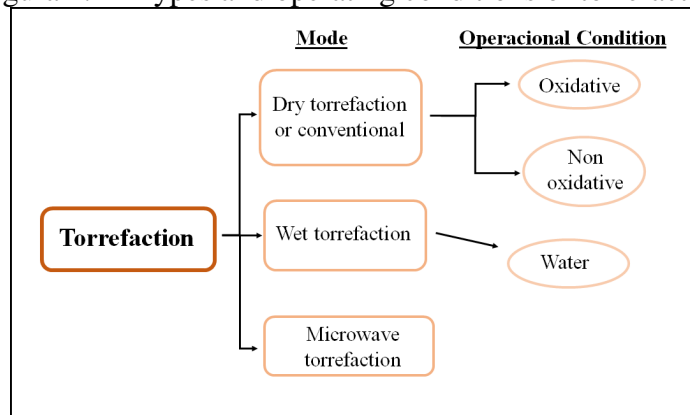 Mode
Operacional Condition
Dry torrefaction
or conventional
Oxidative
Non
oxidative
Torrefaction
Wet torrefaction
Water
Microwave
torrefaction